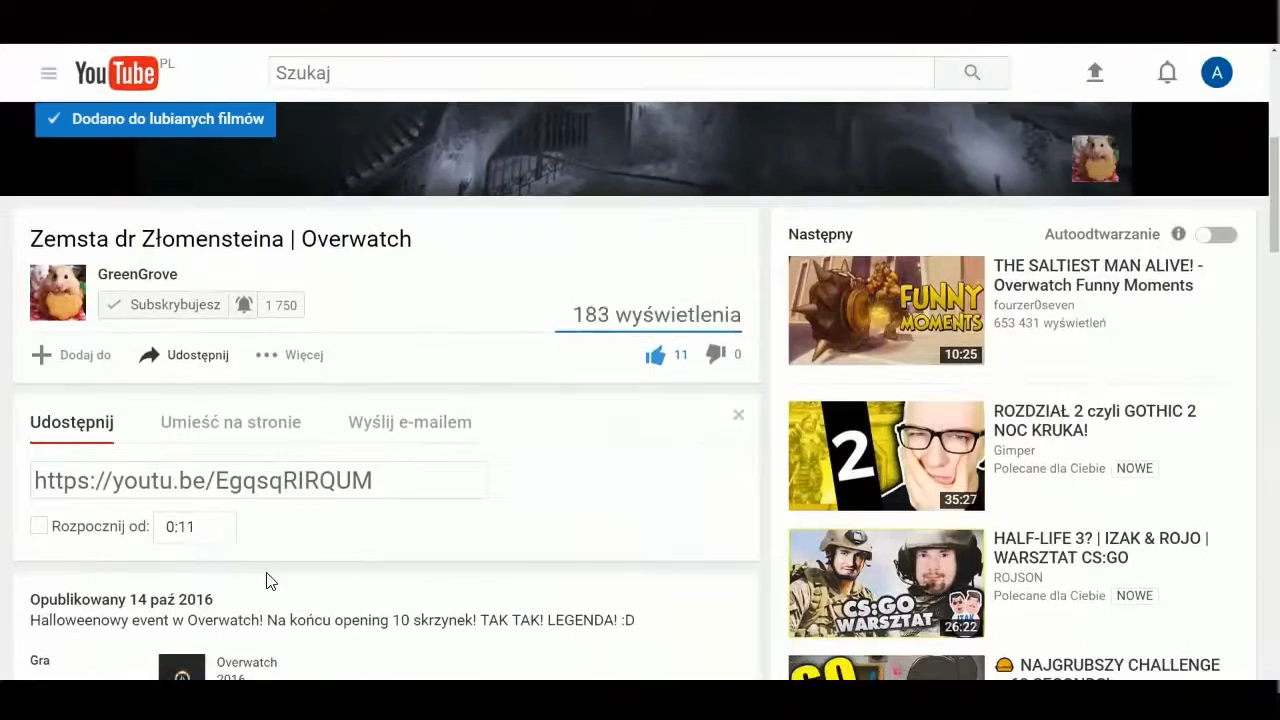 YouTube PL
Szukaj
A
Dodano do lubianych filmów
Zemsta dr Złomensteina | Overwatch
GreenGrove
Subskrybujesz
1 750
183 wyświetlenia
Dodaj do
Udostępnij
Więcej
11
0
Udostępnij
Umieść na stronie
Wyślij e-mailem
https://youtu.be/EgqsqRIRQUM
Rozpocznij od:
0:11
Opublikowany 14 paź 2016
Halloweenowy event w Overwatch! Na końcu opening 10 skrzynek! TAK TAK! LEGENDA! :D
Gra
Overwatch
2016
Następny
Autoodtwarzanie
FUNNY
MOMENTS
10:25
THE SALTIEST MAN ALIVE! -
Overwatch Funny Moments
fourzer0seven
653 431 wyświetleń
2
35:27
ROZDZIAŁ 2 czyli GOTHIC 2
NOC KRUKA!
Gimper
Polecane dla Ciebie
NOWE
CS:GO
WARSZTAT
26:22
HALF-LIFE 3? | IZAK & ROJO |
WARSZTAT CS:GO
ROJSON
Polecane dla Ciebie
NOWE
NAJGRUBSZY CHALLENGE